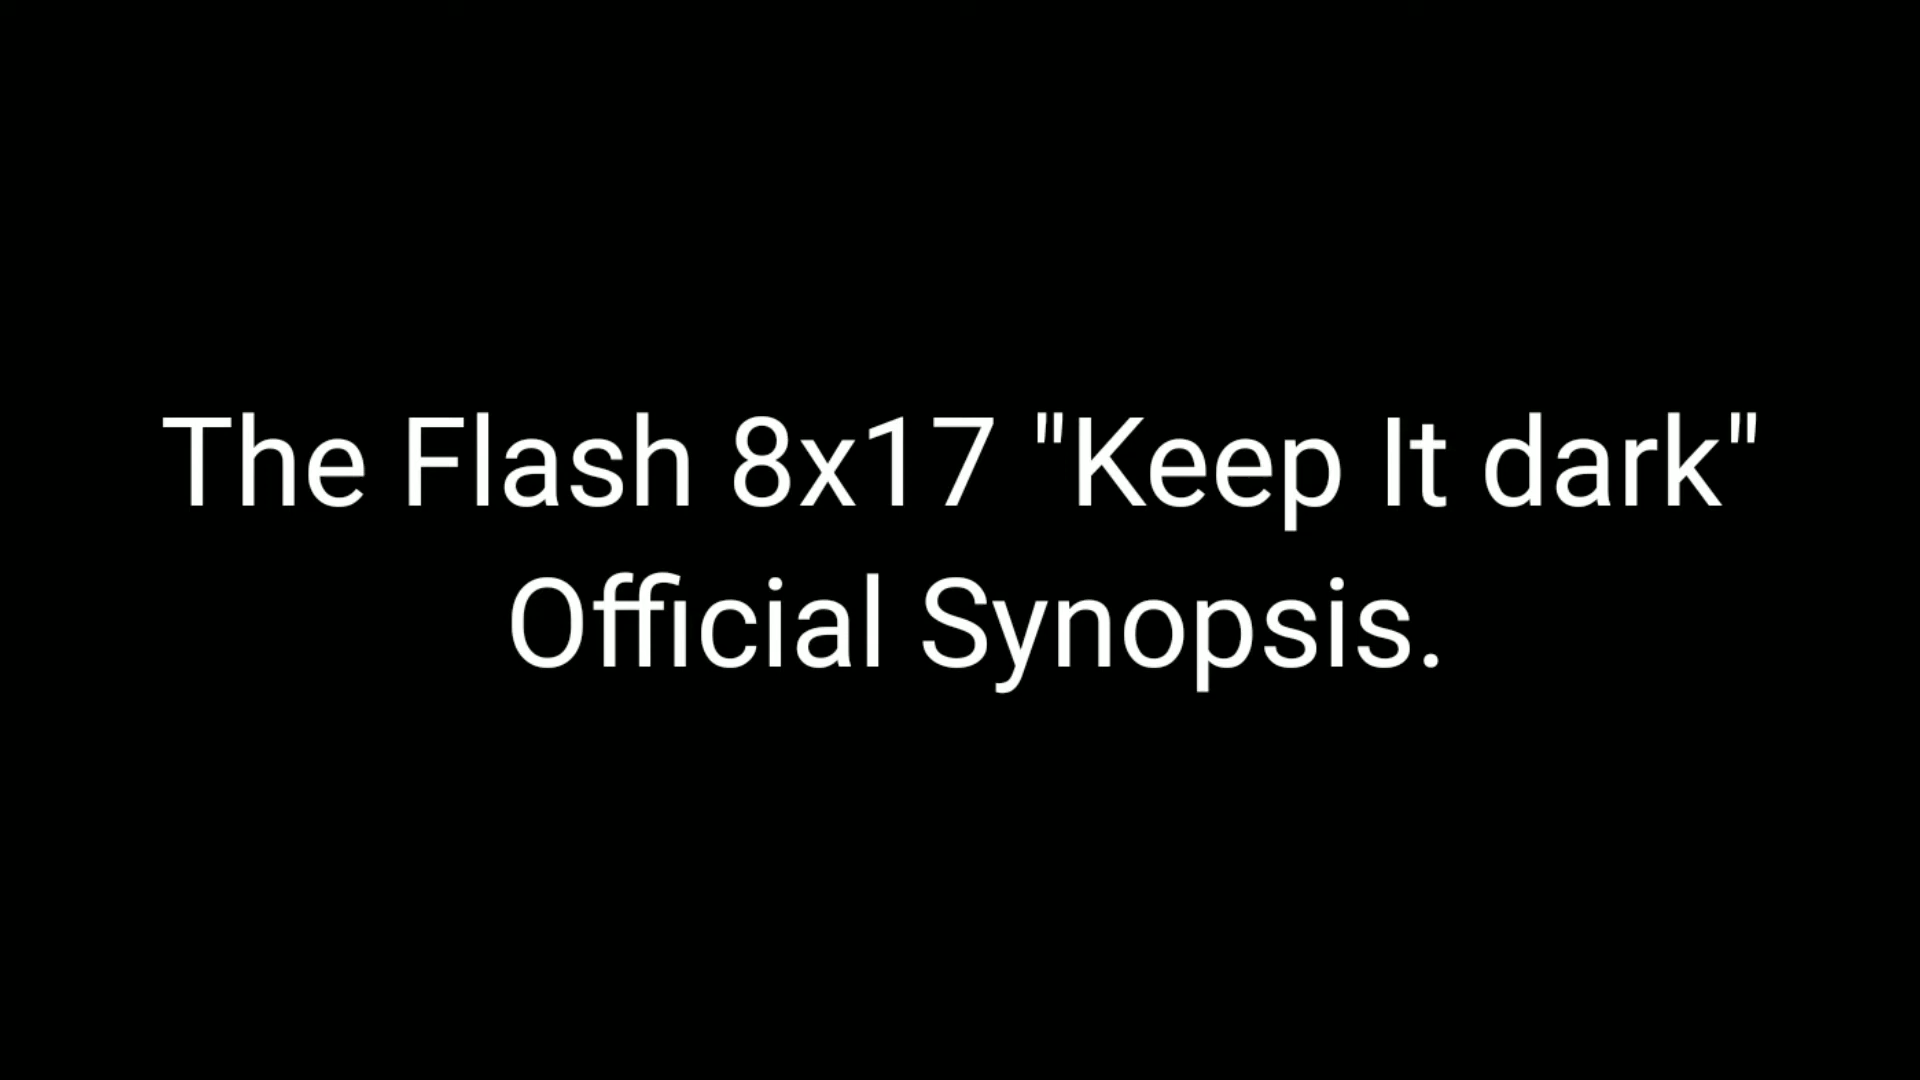 The Flash 8x17 "Keep It dark"
Official Synopsis.